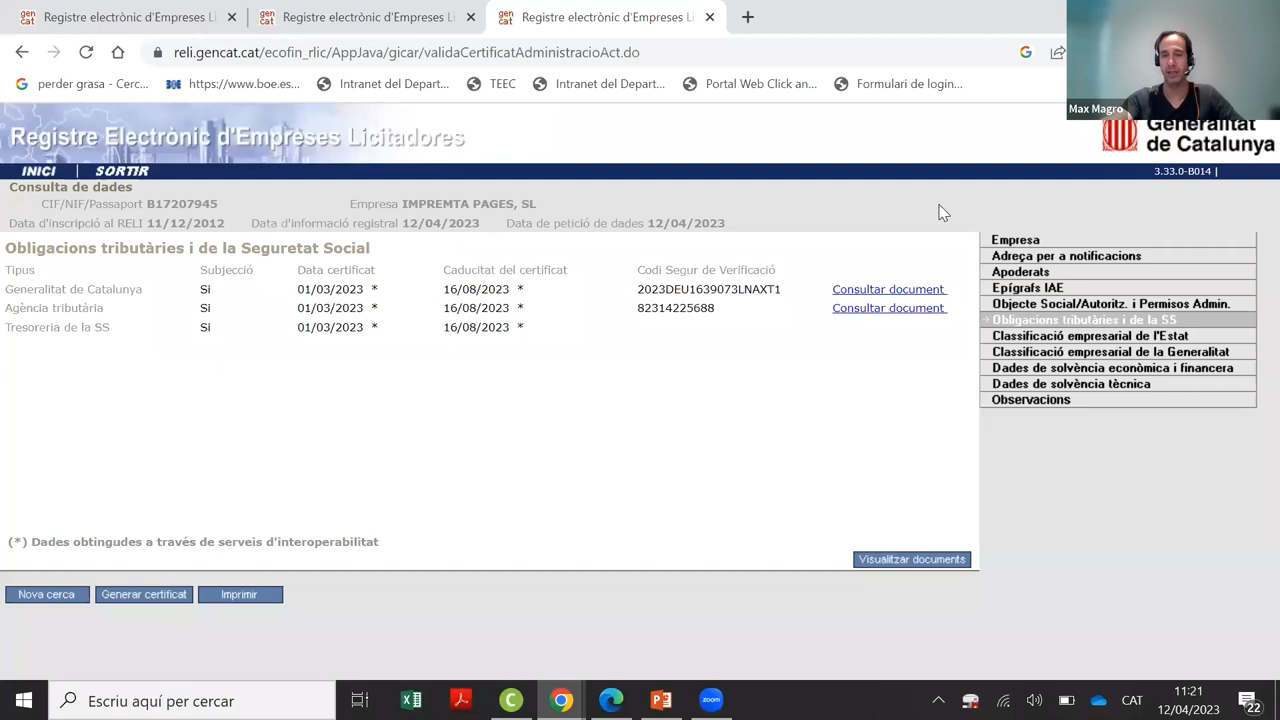 Registre electrònic d'Empreses Li
Registre electrònic d'Empreses Li
Registre electrònic d'Empreses Li
reli.gencat.cat/ecofin_rlic/AppJava/gicar/validaCertificatAdministracioAct.do
perder grasa - Cerc...
https://www.boe.es...
Intranet del Depart...
TEEC
Intranet del Depart...
Portal Web Click an...
Formulari de login...
Max Magro
Registre Electrònic d'Empreses Licitadores
Generalitat
de Catalunya
INICI | SORTIR
3.33.0-B014 |
Consulta de dades
CIF/NIF/Passaport B17207945 Empresa IMPREMTA PAGES, SL
Data d'inscripció al RELI 11/12/2012 Data d'informació registral 12/04/2023 Data de petició de dades 12/04/2023
Obligacions tributàries i de la Seguretat Social
Tipus Subjecció Data certificat Caducitat del certificat Codi Segur de Verificació
Generalitat de Catalunya Si 01/03/2023 * 16/08/2023 * 2023DEU1639073LNAXT1 Consultar document
Agència tributària Si 01/03/2023 * 16/08/2023 * 82314225688 Consultar document
Tresoreria de la SS Si 01/03/2023 * 16/08/2023 *
(*) Dades obtingudes a través de serveis d'interoperabilitat
Visualitzar documents
Empresa
Adreça per a notificacions
Apoderats
Epígrafs IAE
Objecte Social/Autoritz. i Permisos Admin.
Obligacions tributàries i de la SS
Classificació empresarial de l'Estat
Classificació empresarial de la Generalitat
Dades de solvència econòmica i financera
Dades de solvència tècnica
Observacions
Nova cerca
Generar certificat
Imprimir
Escriu aquí per cercar
zoom
CAT
11:21
12/04/2023
22